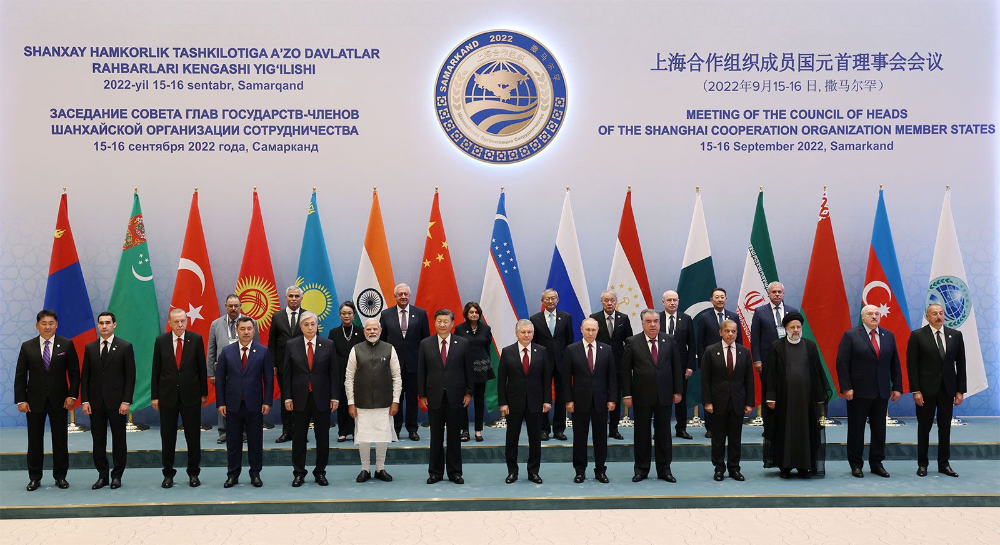 SHANXAY HAMKORLIK TASHKILOTIGA A’ZO DAVLATLAR
RAHBARLARI KENGASHI YIG‘ILISHI
2022-yil 15-16 sentabr, Samarqand
ЗАСЕДАНИЕ СОВЕТА ГЛАВ ГОСУДАРСТВ-ЧЛЕНОВ
ШАНХАЙСКОЙ ОРГАНИЗАЦИИ СОТРУДНИЧЕСТВА
15-16 сентября 2022 года, Самарканд
SAMARKAND 2022 撒马尔罕
上海合作组织
Шанхайская Организация Сотрудничества
上海合作组织成员国元首理事会会议
（2022年9月15-16 日, 撒马尔罕）
MEETING OF THE COUNCIL OF HEADS
OF THE SHANGHAI COOPERATION ORGANIZATION MEMBER STATES
15-16 September 2022, Samarkand